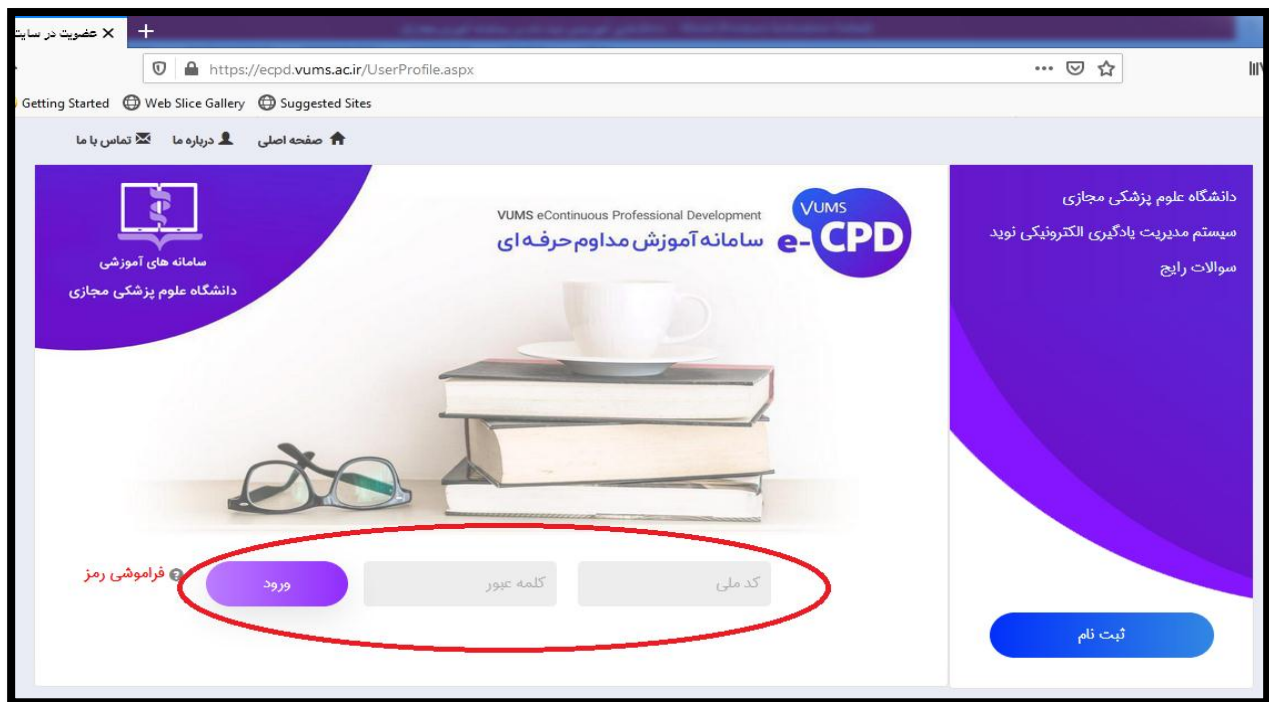 عضویت در سایت
https://ecpd.vums.ac.ir/UserProfile.aspx
Getting Started Web Slice Gallery Suggested Sites
صفحه اصلی درباره ما تماس با ما
دانشگاه علوم پزشکی مجازی
سیستم مدیریت یادگیری الکترونیکی نوید
سوالات رایج
ثبت نام
VUMS
e-CPD
VUMS eContinuous Professional Development
سامانه آموزش مداوم حرفه ای
سامانه های آموزشی
دانشگاه علوم پزشکی مجازی
کد ملی کلمه عبور ورود فراموشی رمز